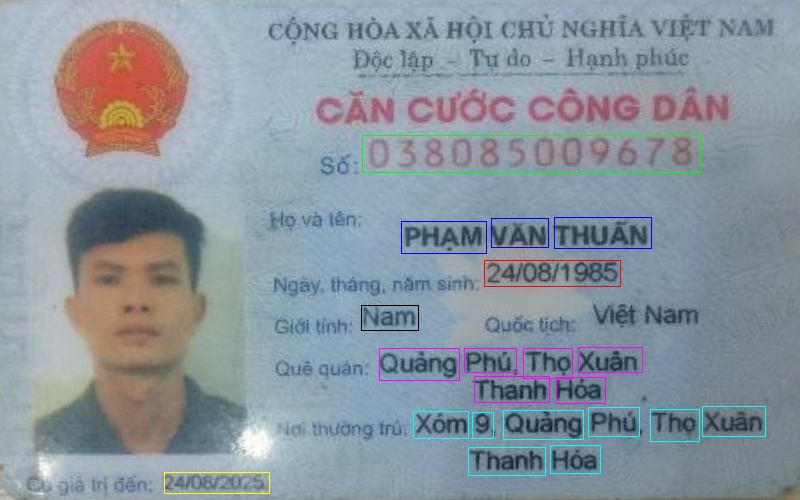 CỘNG HÒA XÃ HỘI CHỦ NGHĨA VIỆT NAM
Độc lập – Tự do – Hạnh phúc
CĂN CƯỚC CÔNG DÂN
Số: 038085009678
Họ và tên: PHẠM VĂN THUẤN
Ngày, tháng, năm sinh: 24/08/1985
Giới tính: Nam Quốc tịch: Việt Nam
Quê quán: Quảng Phú, Thọ Xuân
Thanh Hóa
Nơi thường trú: Xóm 9, Quảng Phú, Thọ Xuân
Thanh Hóa
Có giá trị đến: 24/08/2025